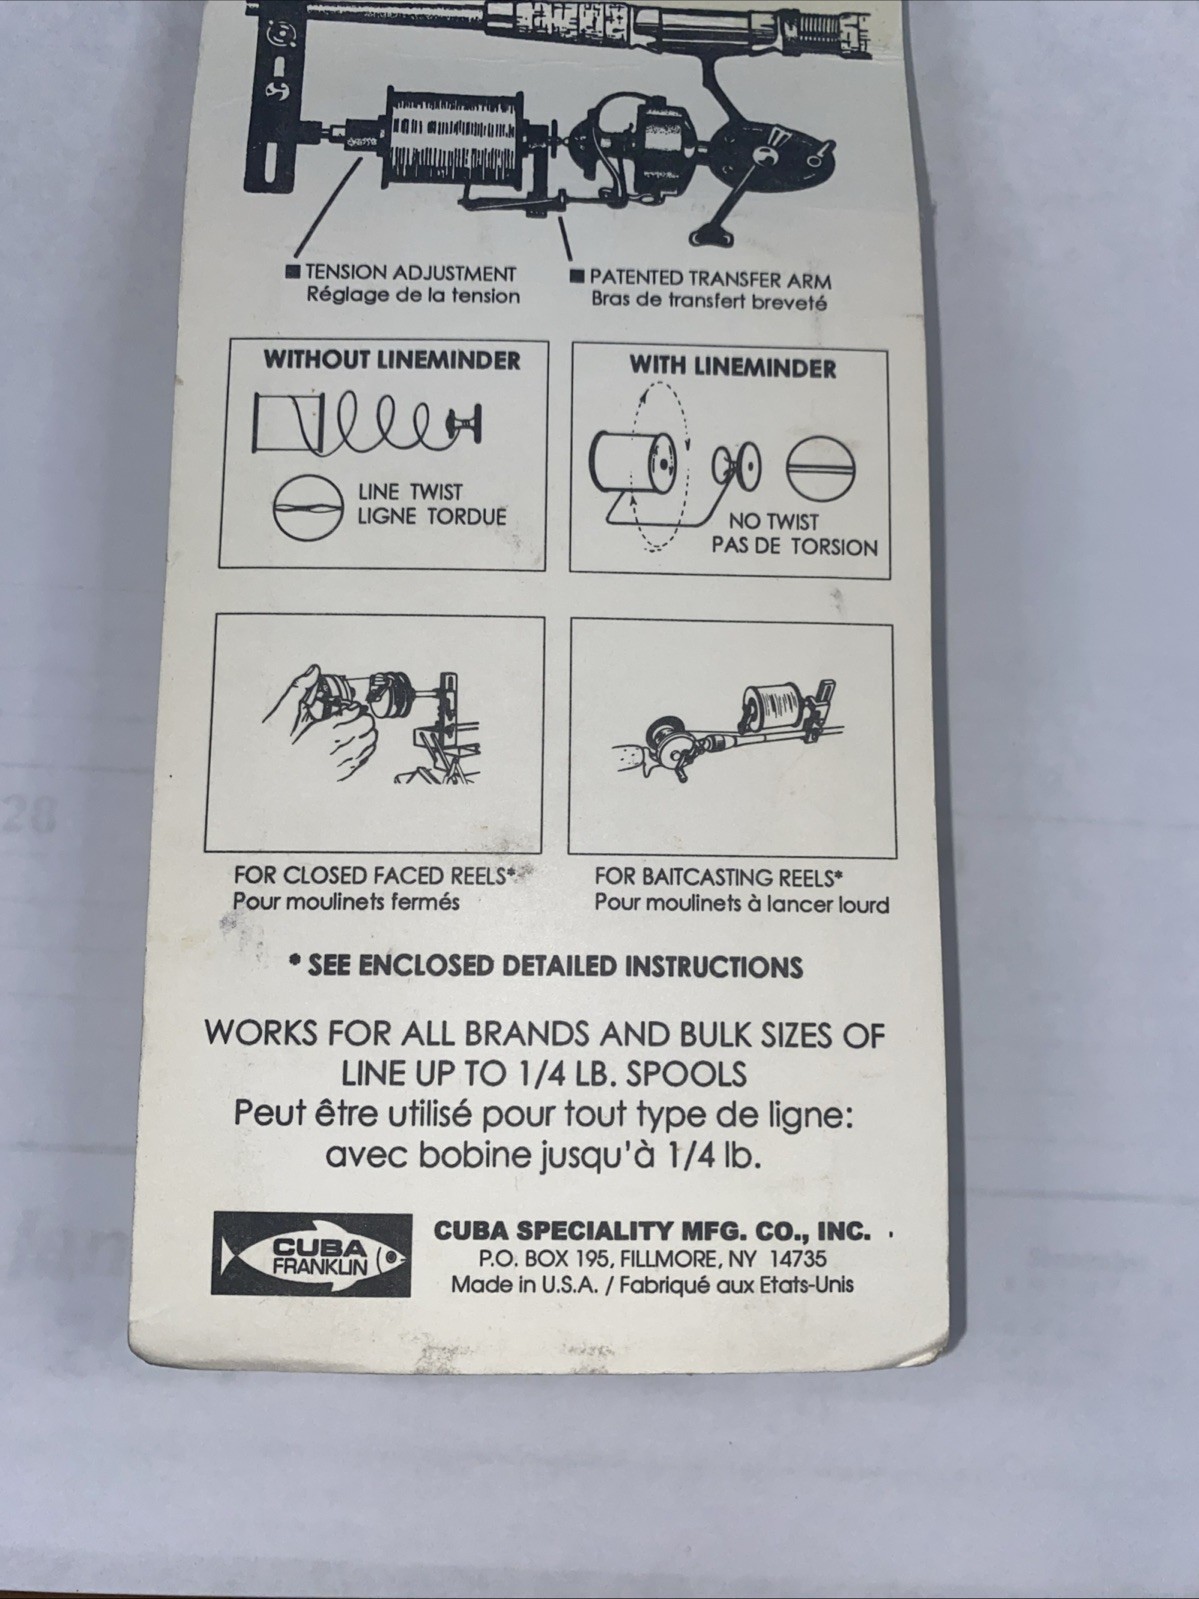 ■ TENSION ADJUSTMENT
Réglage de la tension
■ PATENTED TRANSFER ARM
Bras de transfert breveté
WITHOUT LINEMINDER
LINE TWIST
LIGNE TORDUE
WITH LINEMINDER
NO TWIST
PAS DE TORSION
FOR CLOSED FACED REELS*
Pour moulinets fermés
FOR BAITCASTING REELS*
Pour moulinets à lancer lourd
* SEE ENCLOSED DETAILED INSTRUCTIONS
WORKS FOR ALL BRANDS AND BULK SIZES OF
LINE UP TO 1/4 LB. SPOOLS
Peut être utilisé pour tout type de ligne:
avec bobine jusqu'à 1/4 lb.
CUBA
FRANKLIN
CUBA SPECIALITY MFG. CO., INC.
P.O. BOX 195, FILLMORE, NY 14735
Made in U.S.A. / Fabriqué aux Etats-Unis
28